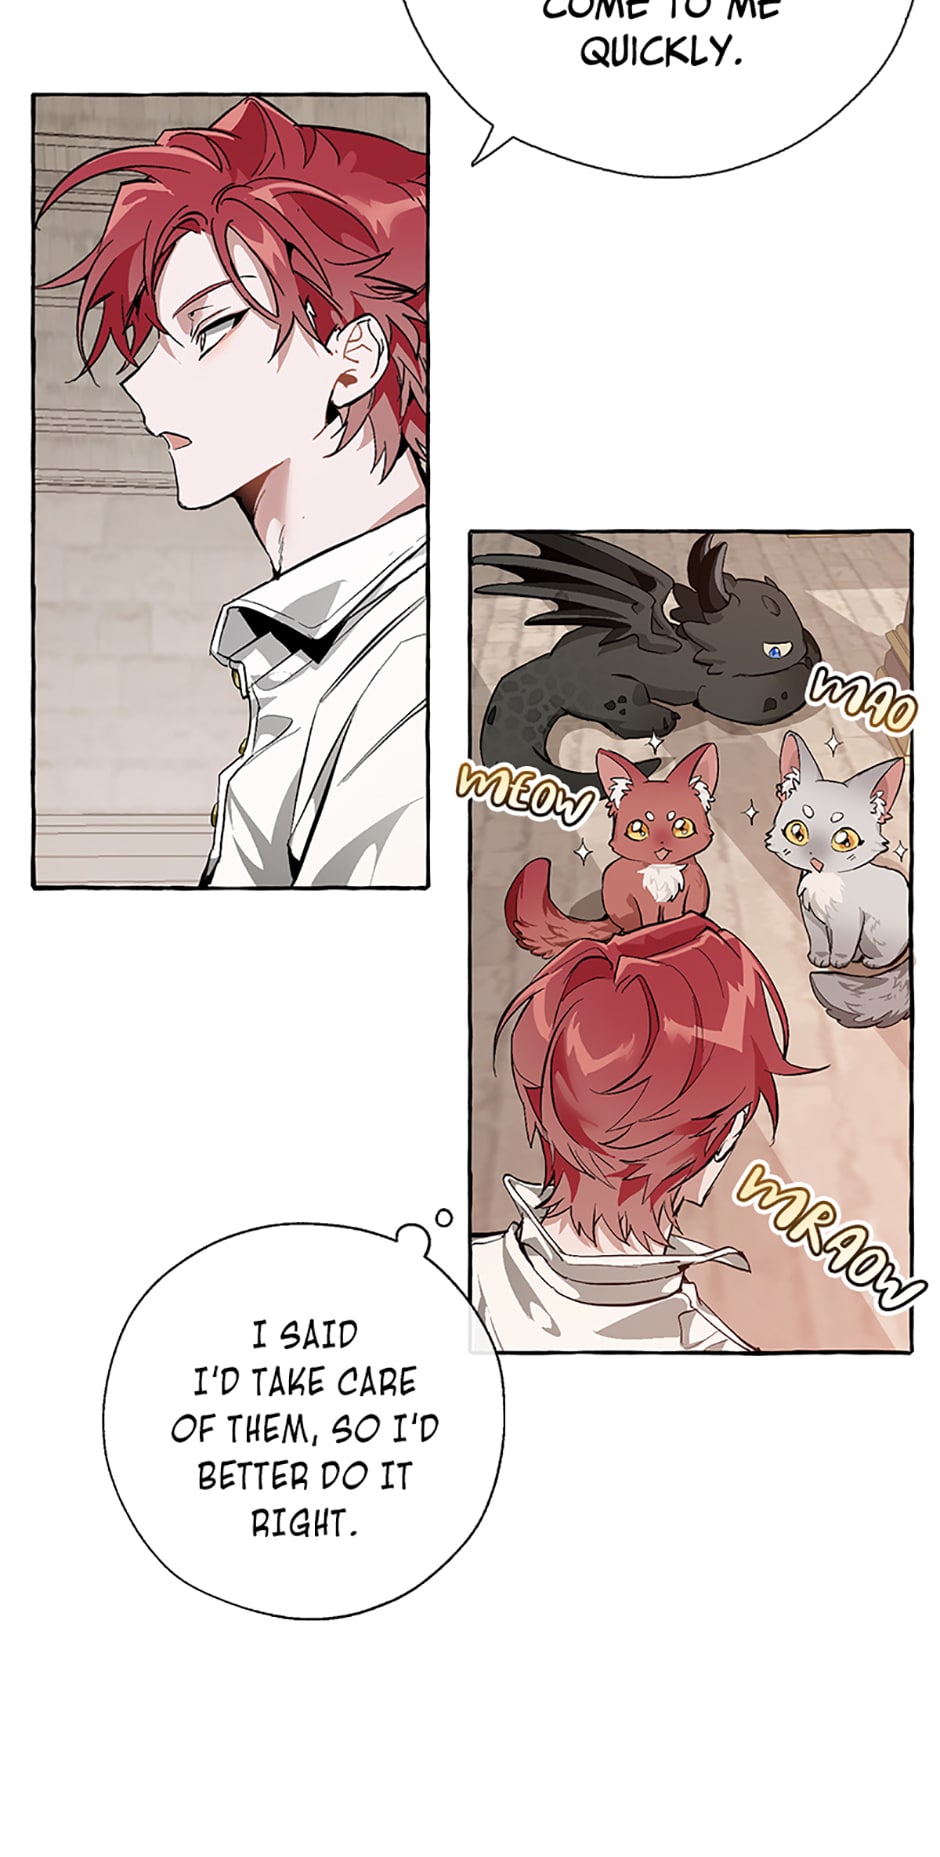 COME TO ME
QUICKLY.
MAO
MEOW
MRAOW
I SAID
I'D TAKE CARE
OF THEM, SO I'D
BETTER DO IT
RIGHT.